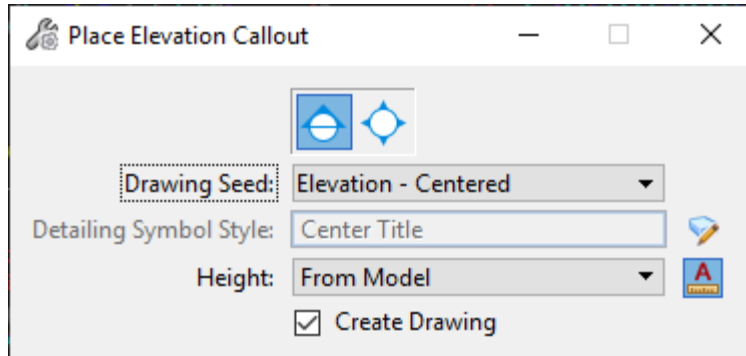 Place Elevation Callout
Drawing Seed: Elevation - Centered
Detailing Symbol Style: Center Title
Height: From Model A
Create Drawing